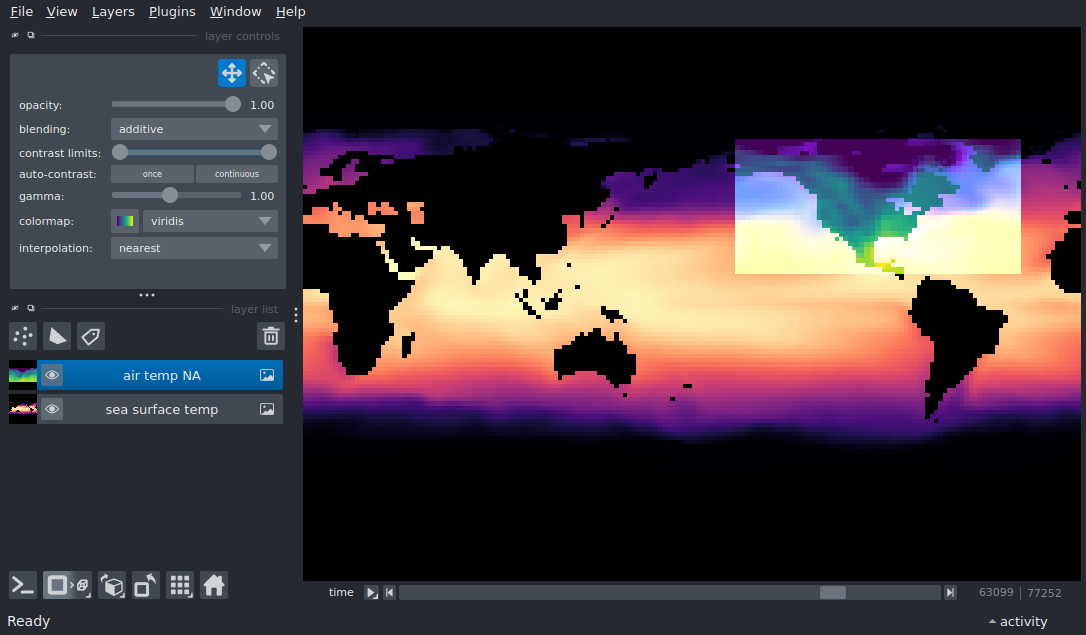 File View Layers Plugins Window Help
layer controls
opacity: 1.00
blending: additive
contrast limits:
auto-contrast: once continuous
gamma: 1.00
colormap: viridis
interpolation: nearest
layer list
air temp NA
sea surface temp
time 63099 77252
Ready activity